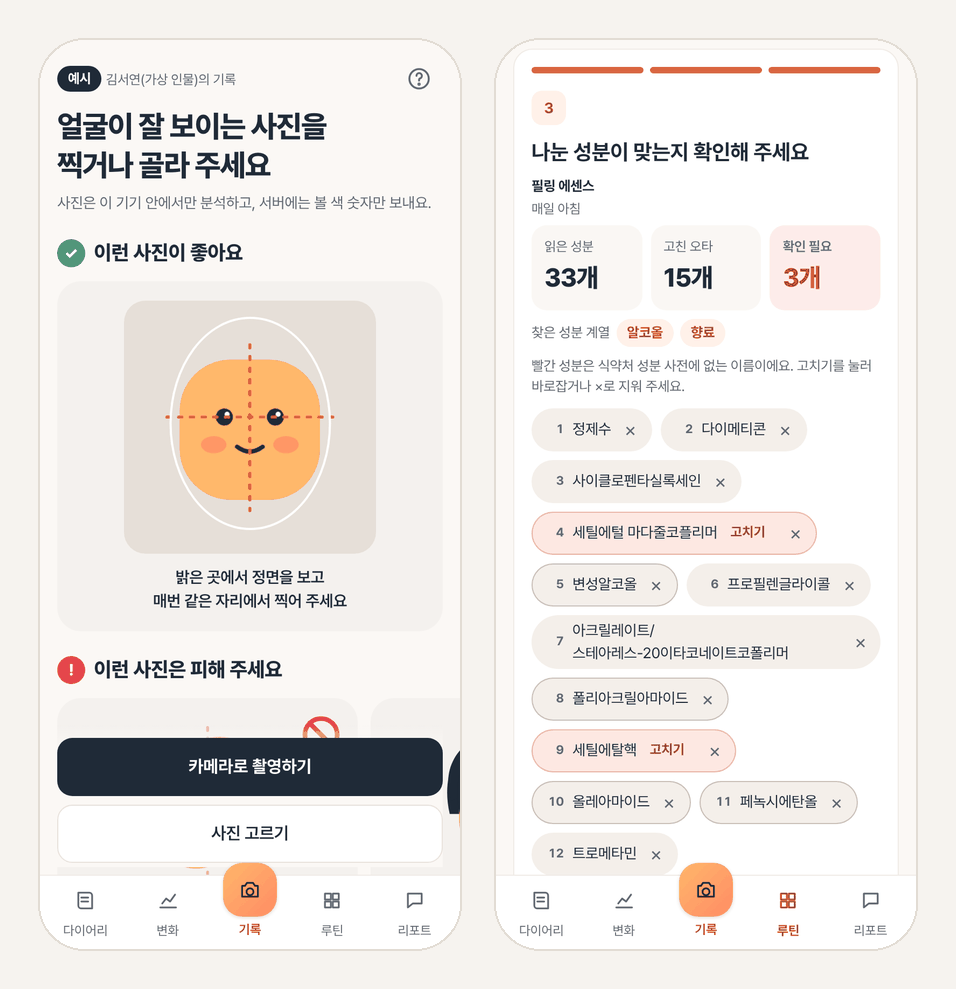 예시 김서연(가상 인물)의 기록
얼굴이 잘 보이는 사진을
찍거나 골라 주세요
사진은 이 기기 안에서만 분석하고, 서버에는 볼 색 숫자만 보내요.
이런 사진이 좋아요
밝은 곳에서 정면을 보고
매번 같은 자리에서 찍어 주세요
이런 사진은 피해 주세요
카메라로 촬영하기
사진 고르기
다이어리 변화 기록 루틴 리포트
3
나눈 성분이 맞는지 확인해 주세요
필링 에센스
매일 아침
읽은 성분 고친 오타 확인 필요
33개 15개 3개
찾은 성분 계열 알코올 향료
빨간 성분은 식약처 성분 사전에 없는 이름이에요. 고치기를 눌러
바로잡거나 ×로 지워 주세요.
1 정제수 × 2 다이메티콘 ×
3 사이클로펜타실록세인 ×
4 세틸에털 마다줄코플리머 고치기 ×
5 변성알코올 × 6 프로필렌글라이콜 ×
7 아크릴레이트/
스테아레스-20이타코네이트코폴리머 ×
8 폴리아크릴아마이드 ×
9 세틸에탈핵 고치기 ×
10 올레아마이드 × 11 페녹시에탄올 ×
12 트로메타민 ×
다이어리 변화 기록 루틴 리포트